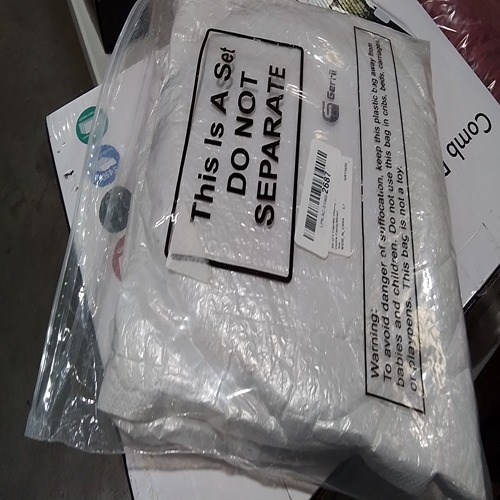 This Is A Set
DO NOT
SEPARATE
2687
Warning:
To avoid danger of suffocation, keep this plastic bag away from
babies and children. Do not use this bag in cribs, beds, carriages
or playpens. This bag is not a toy.
Comb